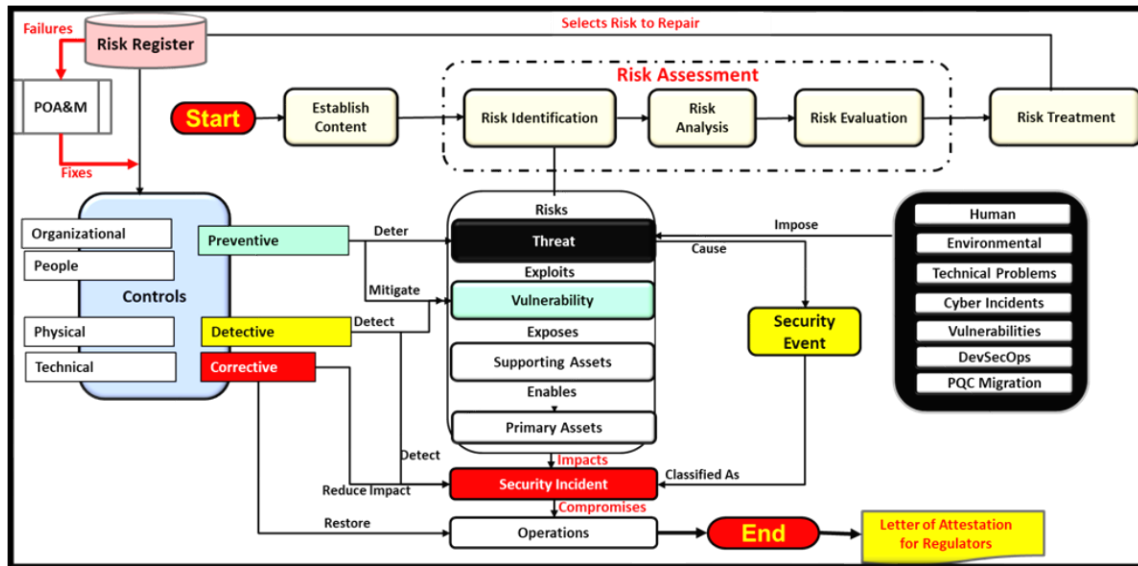 Failures
Risk Register
Selects Risk to Repair
Risk Assessment
POA&M
Start
Establish
Content
Risk Identification
Risk
Analysis
Risk Evaluation
Risk Treatment
Fixes
Organizational
People
Controls
Physical
Technical
Preventive
Detective
Corrective
Deter
Mitigate
Detect
Detect
Reduce Impact
Restore
Risks
Threat
Exploits
Vulnerability
Exposes
Supporting Assets
Enables
Primary Assets
Impacts
Security Incident
Compromises
Operations
Impose
Cause
Security
Event
Classified As
Human
Environmental
Technical Problems
Cyber Incidents
Vulnerabilities
DevSecOps
PQC Migration
End
Letter of Attestation
for Regulators